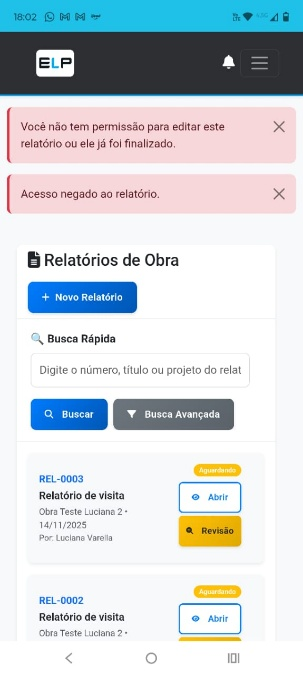 18:02
ELP
Você não tem permissão para editar este
relatório ou ele já foi finalizado.
Acesso negado ao relatório.
Relatórios de Obra
+ Novo Relatório
Busca Rápida
Digite o número, título ou projeto do relat
Buscar
Busca Avançada
Aguardando
REL-0003
Relatório de visita
Obra Teste Luciana 2 •
14/11/2025
Por: Luciana Varella
Abrir
Revisão
Aguardando
REL-0002
Relatório de visita
Obra Teste Luciana 2 •
Abrir